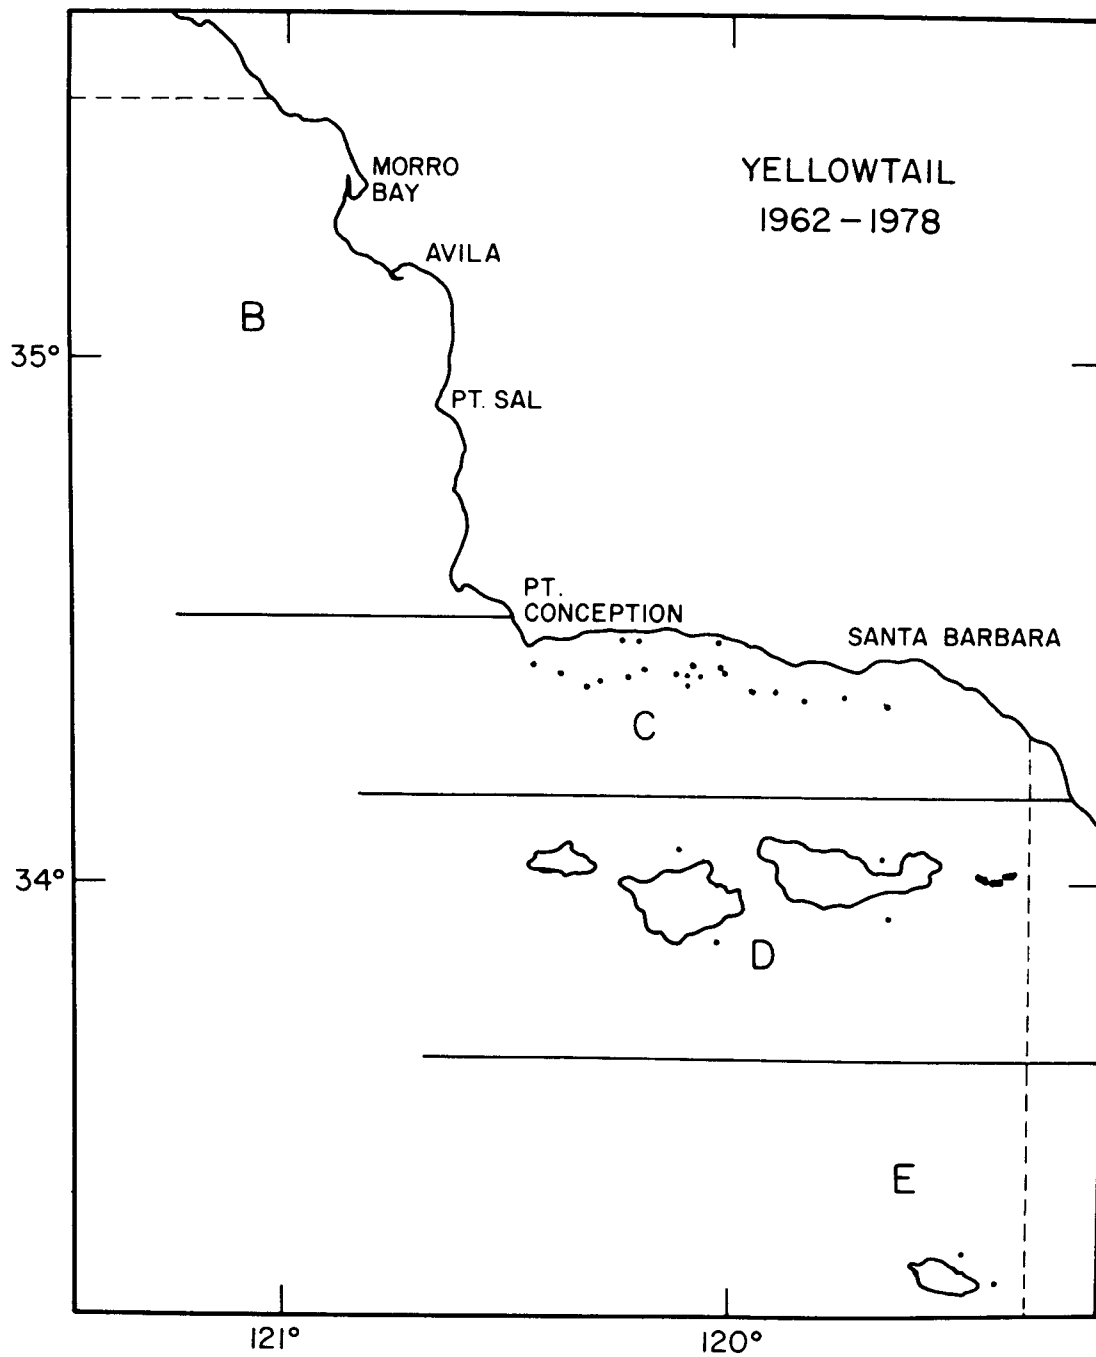 YELLOWTAIL
1962 – 1978
MORRO
BAY
AVILA
B
35°
PT. SAL
PT.
CONCEPTION
SANTA BARBARA
C
34°
D
E
121°
120°